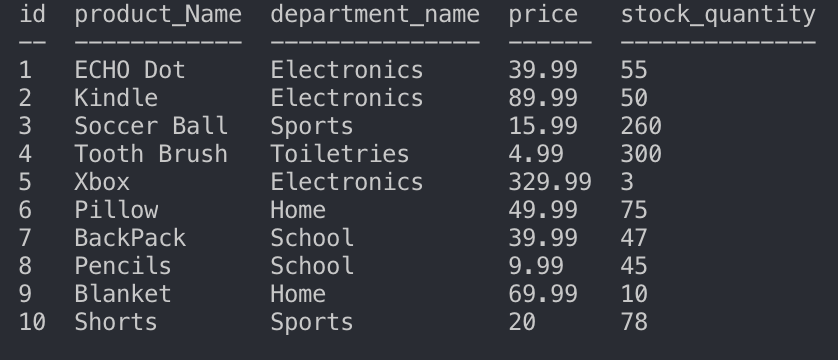 id  product_Name  department_name  price   stock_quantity
--  ------------  ---------------  ------  --------------
1   ECHO Dot      Electronics      39.99   55
2   Kindle        Electronics      89.99   50
3   Soccer Ball   Sports           15.99   260
4   Tooth Brush   Toiletries       4.99    300
5   Xbox          Electronics      329.99  3
6   Pillow        Home             49.99   75
7   BackPack      School           39.99   47
8   Pencils       School           9.99    45
9   Blanket       Home             69.99   10
10  Shorts        Sports           20      78